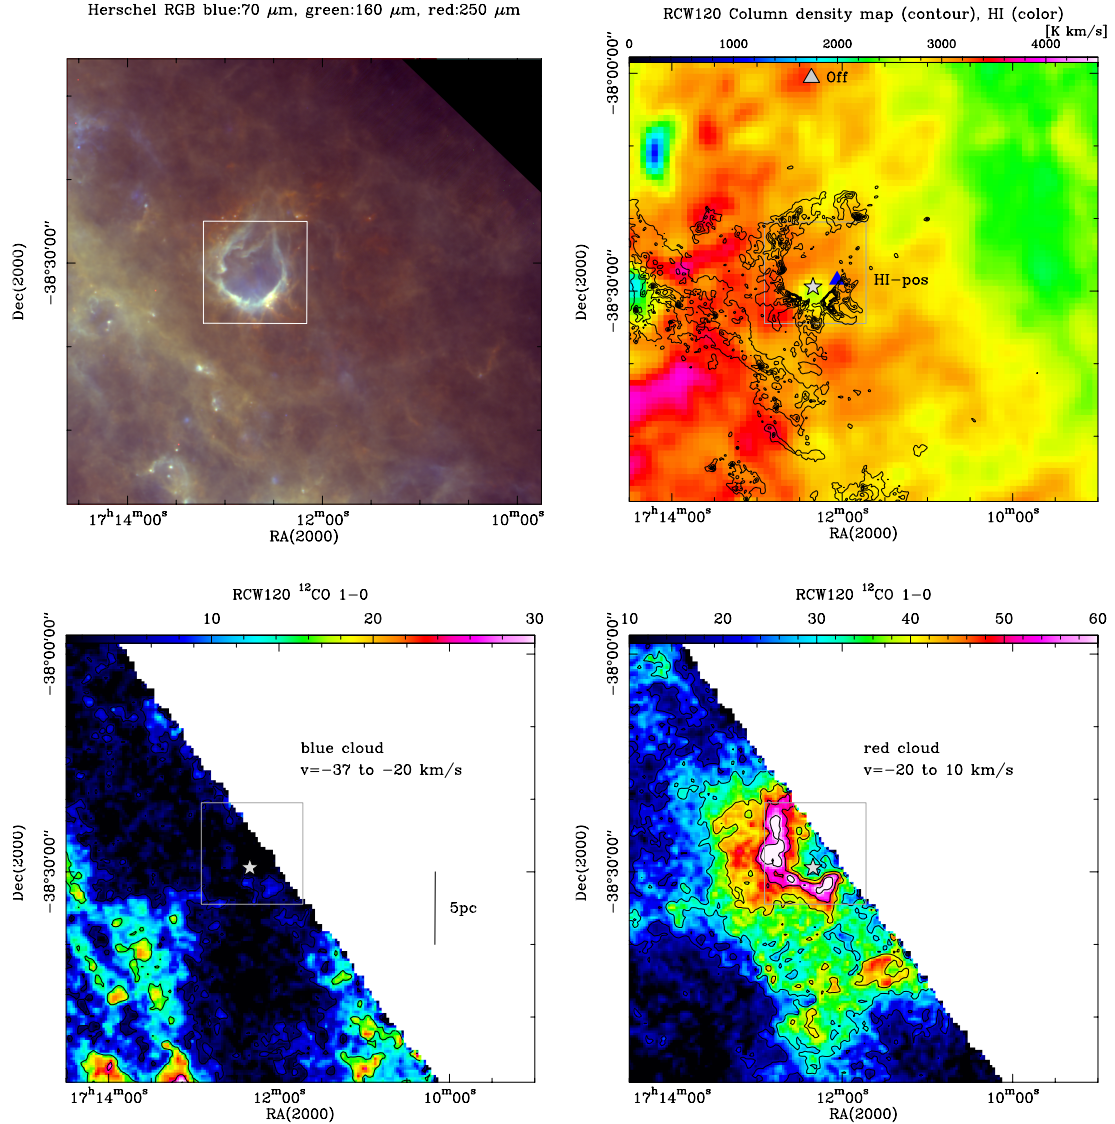 Herschel RGB blue:70 μm, green:160 μm, red:250 μm
−38°30′00″
Dec(2000)
17ʰ14ᵐ00ˢ
12ᵐ00ˢ
10ᵐ00ˢ
RA(2000)
RCW120 Column density map (contour), HI (color)
[K km/s]
0 1000 2000 3000 4000
−38°00′00″
Off
HI−pos
−38°30′00″
Dec(2000)
17ʰ14ᵐ00ˢ
12ᵐ00ˢ
10ᵐ00ˢ
RA(2000)
RCW120 ¹²CO 1−0
10 20 30
−38°00′00″
blue cloud
v=−37 to −20 km/s
−38°30′00″
Dec(2000)
5pc
17ʰ14ᵐ00ˢ
12ᵐ00ˢ
10ᵐ00ˢ
RA(2000)
RCW120 ¹²CO 1−0
10 20 30 40 50 60
−38°00′00″
red cloud
v=−20 to 10 km/s
−38°30′00″
Dec(2000)
17ʰ14ᵐ00ˢ
12ᵐ00ˢ
10ᵐ00ˢ
RA(2000)